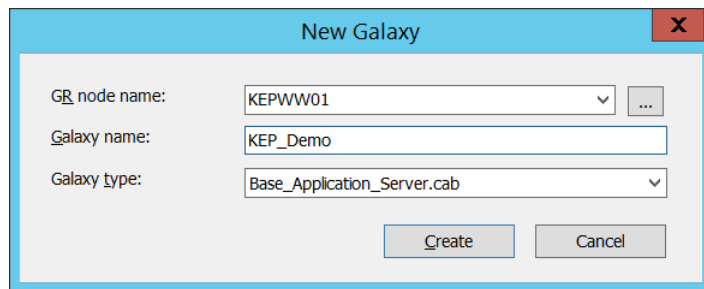 New Galaxy
X
GR node name: KEPWW01 ...
Galaxy name: KEP_Demo
Galaxy type: Base_Application_Server.cab
Create Cancel